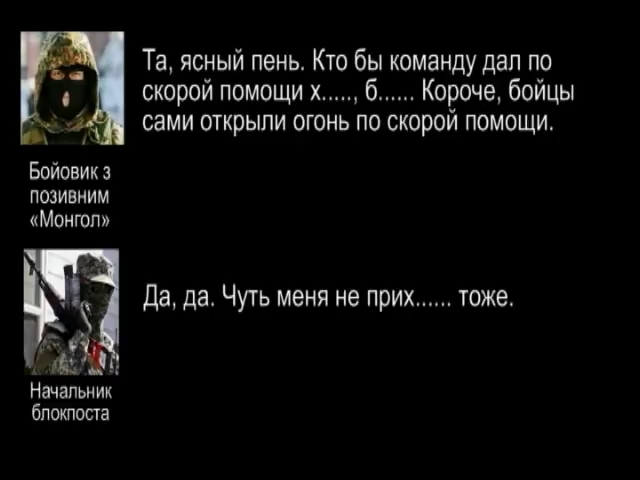 Та, ясный пень. Кто бы команду дал по
скорой помощи х....., б...... Короче, бойцы
сами открыли огонь по скорой помощи.
Бойовик з
позивним
«Монгол»
Да, да. Чуть меня не прих...... тоже.
Начальник
блокпоста